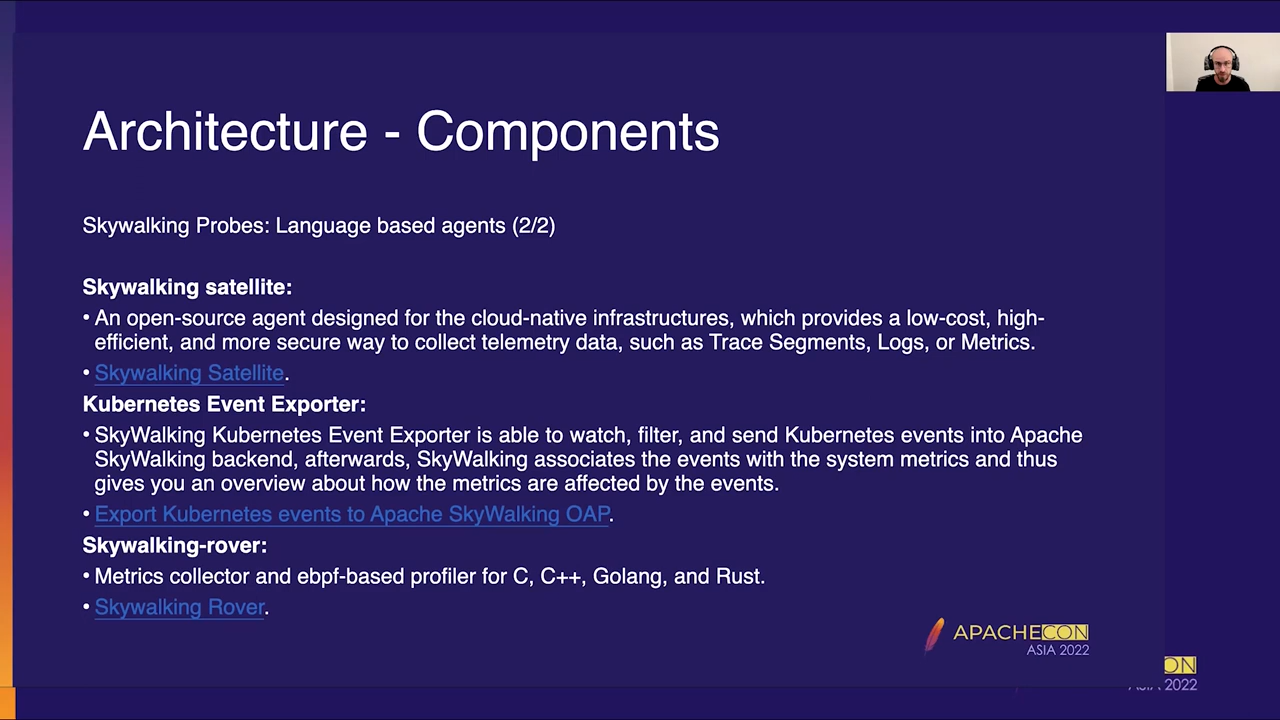 Architecture - Components
Skywalking Probes: Language based agents (2/2)
Skywalking satellite:
• An open-source agent designed for the cloud-native infrastructures, which provides a low-cost, high-
efficient, and more secure way to collect telemetry data, such as Trace Segments, Logs, or Metrics.
• Skywalking Satellite.
Kubernetes Event Exporter:
• SkyWalking Kubernetes Event Exporter is able to watch, filter, and send Kubernetes events into Apache
SkyWalking backend, afterwards, SkyWalking associates the events with the system metrics and thus
gives you an overview about how the metrics are affected by the events.
• Export Kubernetes events to Apache SkyWalking OAP.
Skywalking-rover:
• Metrics collector and ebpf-based profiler for C, C++, Golang, and Rust.
• Skywalking Rover.
APACHECON
ASIA 2022
ON
ASIA 2022